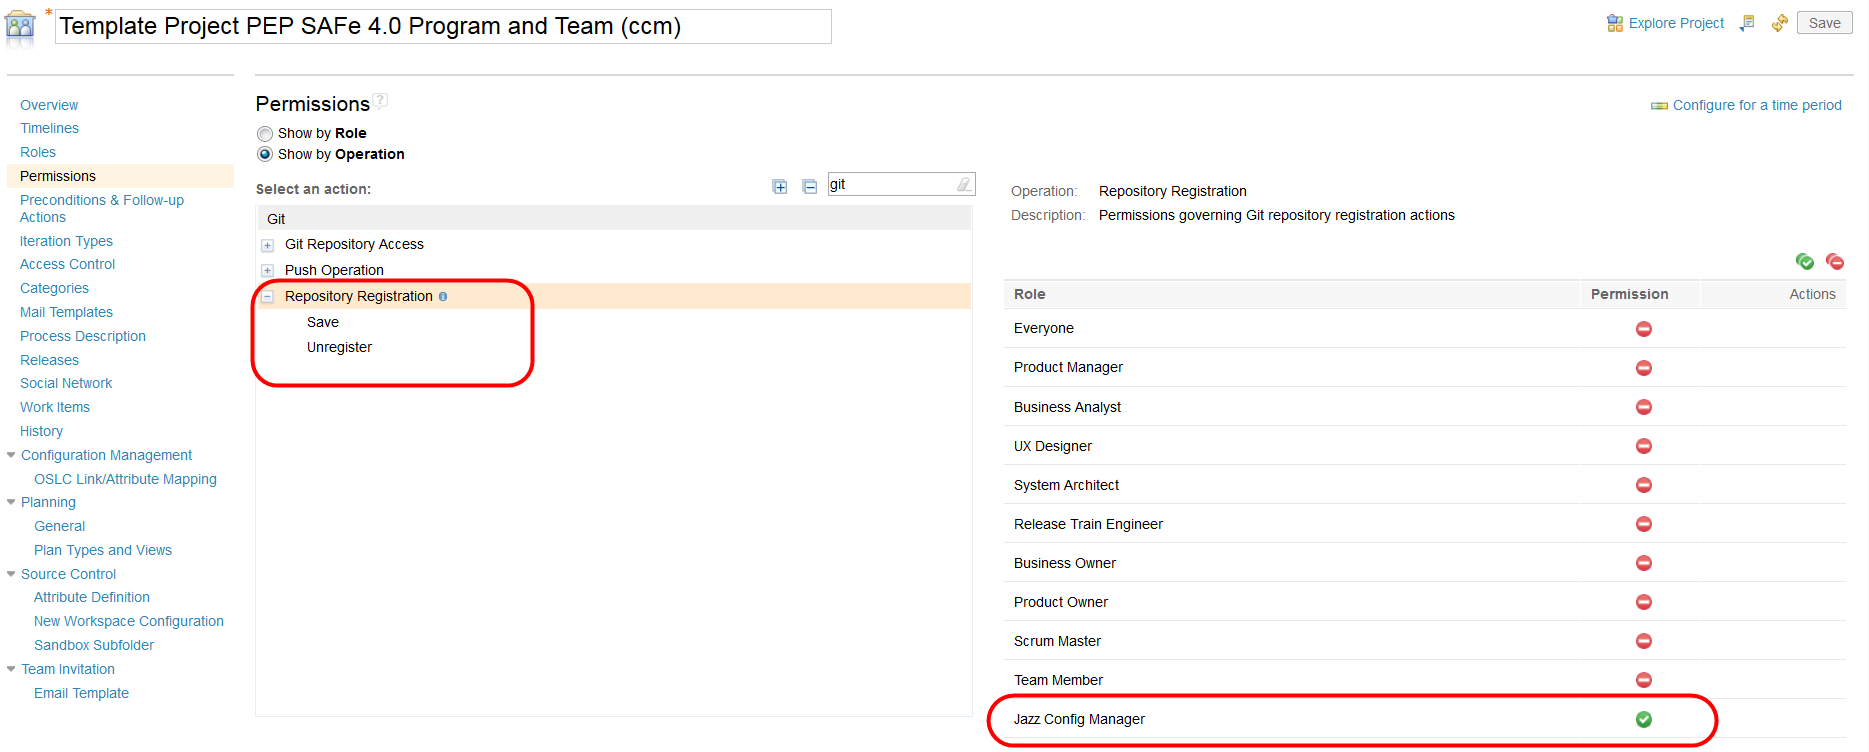 * Template Project PEP SAFe 4.0 Program and Team (ccm)
Explore Project
Save
Overview
Timelines
Roles
Permissions
Preconditions & Follow-up
Actions
Iteration Types
Access Control
Categories
Mail Templates
Process Description
Releases
Social Network
Work Items
History
Configuration Management
OSLC Link/Attribute Mapping
Planning
General
Plan Types and Views
Source Control
Attribute Definition
New Workspace Configuration
Sandbox Subfolder
Team Invitation
Email Template
Permissions ?
Configure for a time period
Show by Role
Show by Operation
Select an action:
git
Git
Git Repository Access
Push Operation
Repository Registration
Save
Unregister
Operation: Repository Registration
Description: Permissions governing Git repository registration actions
Role Permission Actions
Everyone
Product Manager
Business Analyst
UX Designer
System Architect
Release Train Engineer
Business Owner
Product Owner
Scrum Master
Team Member
Jazz Config Manager